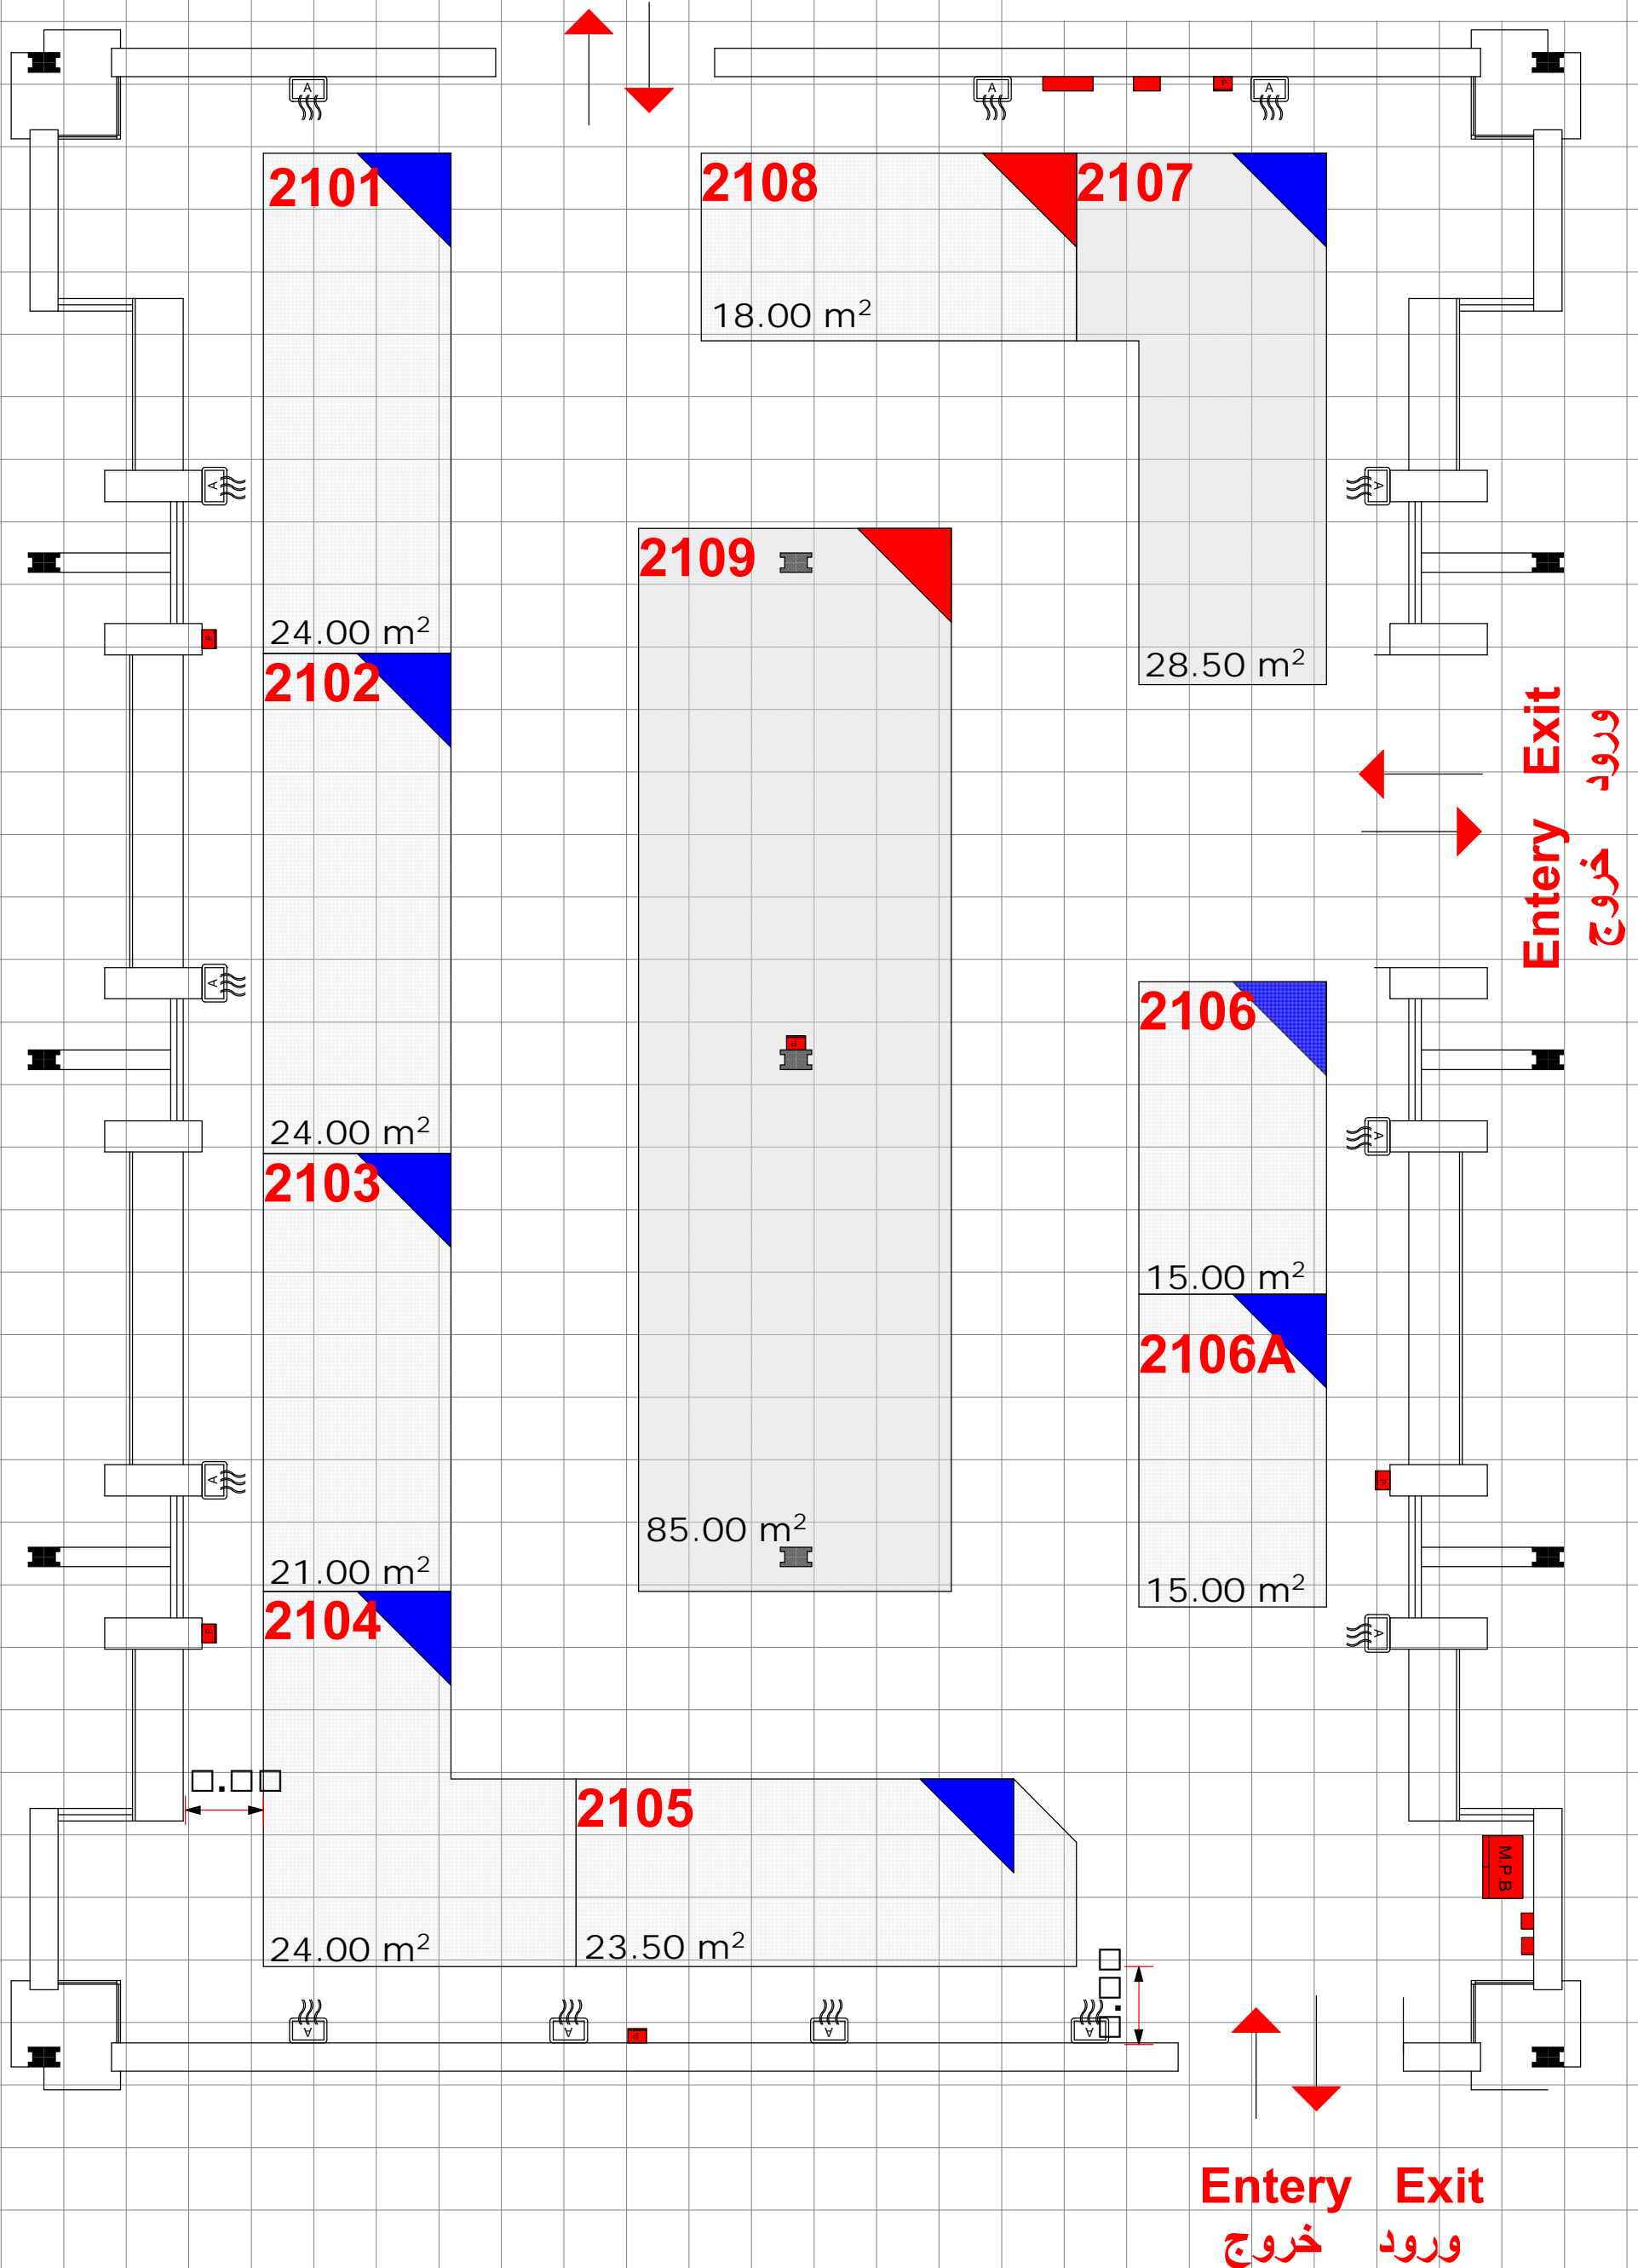 A
A
P
A
2101
2108
2107
18.00 m²
A
A
2109
24.00 m²
P
2102
28.50 m²
Exit
ورود
Entery
خروج
A
2106
P
24.00 m²
A
2103
15.00 m²
2106A
A
P
85.00 m²
21.00 m²
15.00 m²
2104
P
A
2105
M.P.B
24.00 m²
23.50 m²
A
A
P
A
A
Entery Exit
خروج ورود